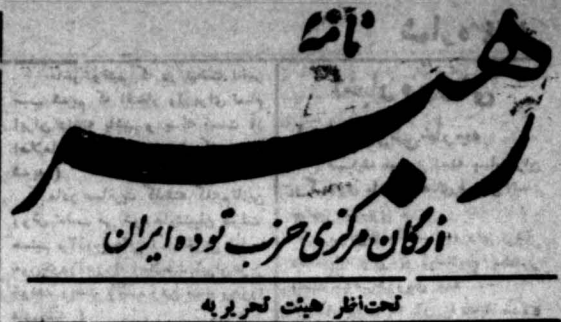 نامهٔ
رهبر
ارگان مرکزی حزب توده ایران
تحت‌نظر هیئت تحریریه